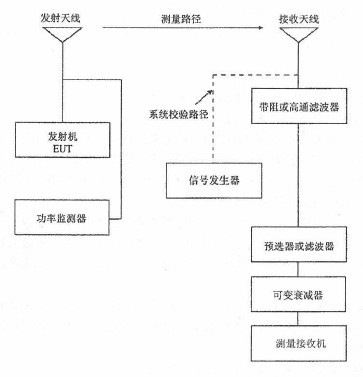 发射天线
测量路径
接收天线
带阻或高通滤波器
系统校验路径
发射机
EUT
信号发生器
功率监测器
预选器或滤波器
可变衰减器
测量接收机